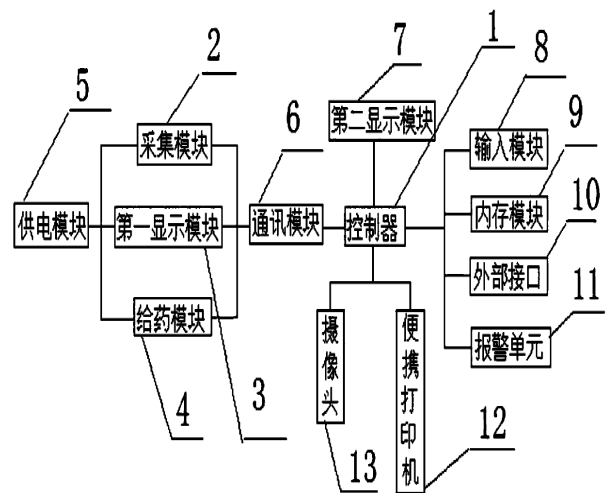 1
2
7
8
5
6
9
第二显示模块
采集模块
输入模块
10
供电模块
第一显示模块
通讯模块
控制器
内存模块
外部接口
11
给药模块
报警单元
摄像头
便携打印机
4
3
13
12